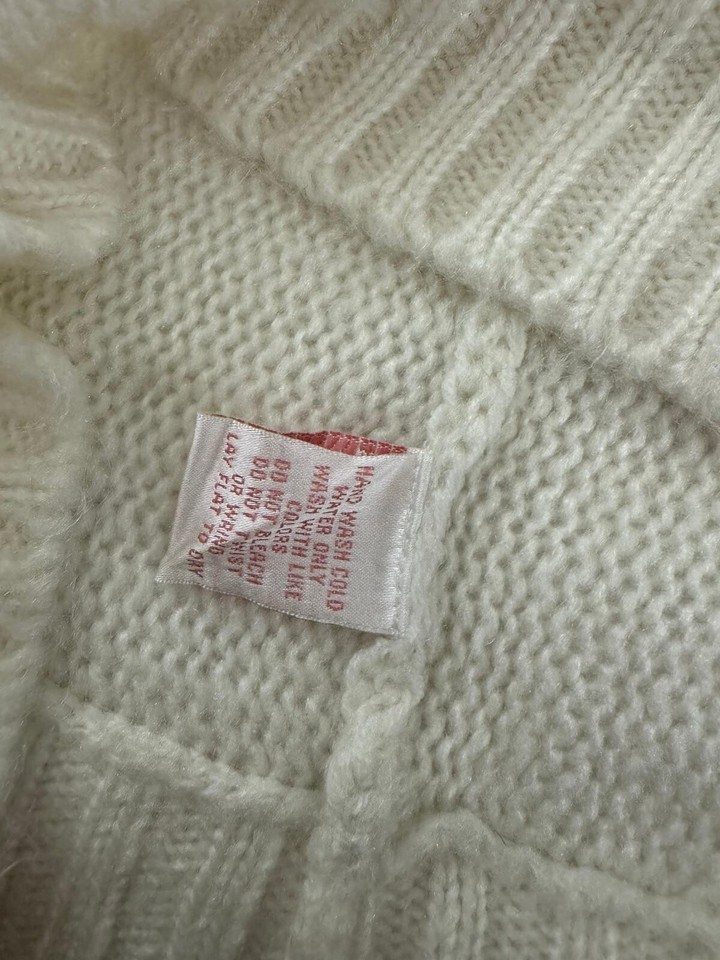 HAND WASH COLD
WATER ONLY
WASH WITH LIKE
COLORS
DO NOT BLEACH
DO NOT TWIST
OR WRING
LAY FLAT TO DRY